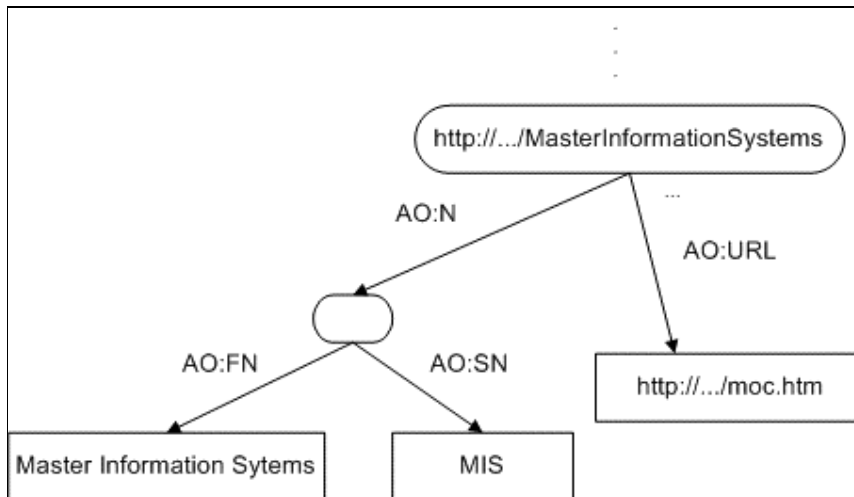 http://.../MasterInformationSystems
...
AO:N
AO:URL
AO:FN
AO:SN
http://.../moc.htm
Master Information Sytems
MIS